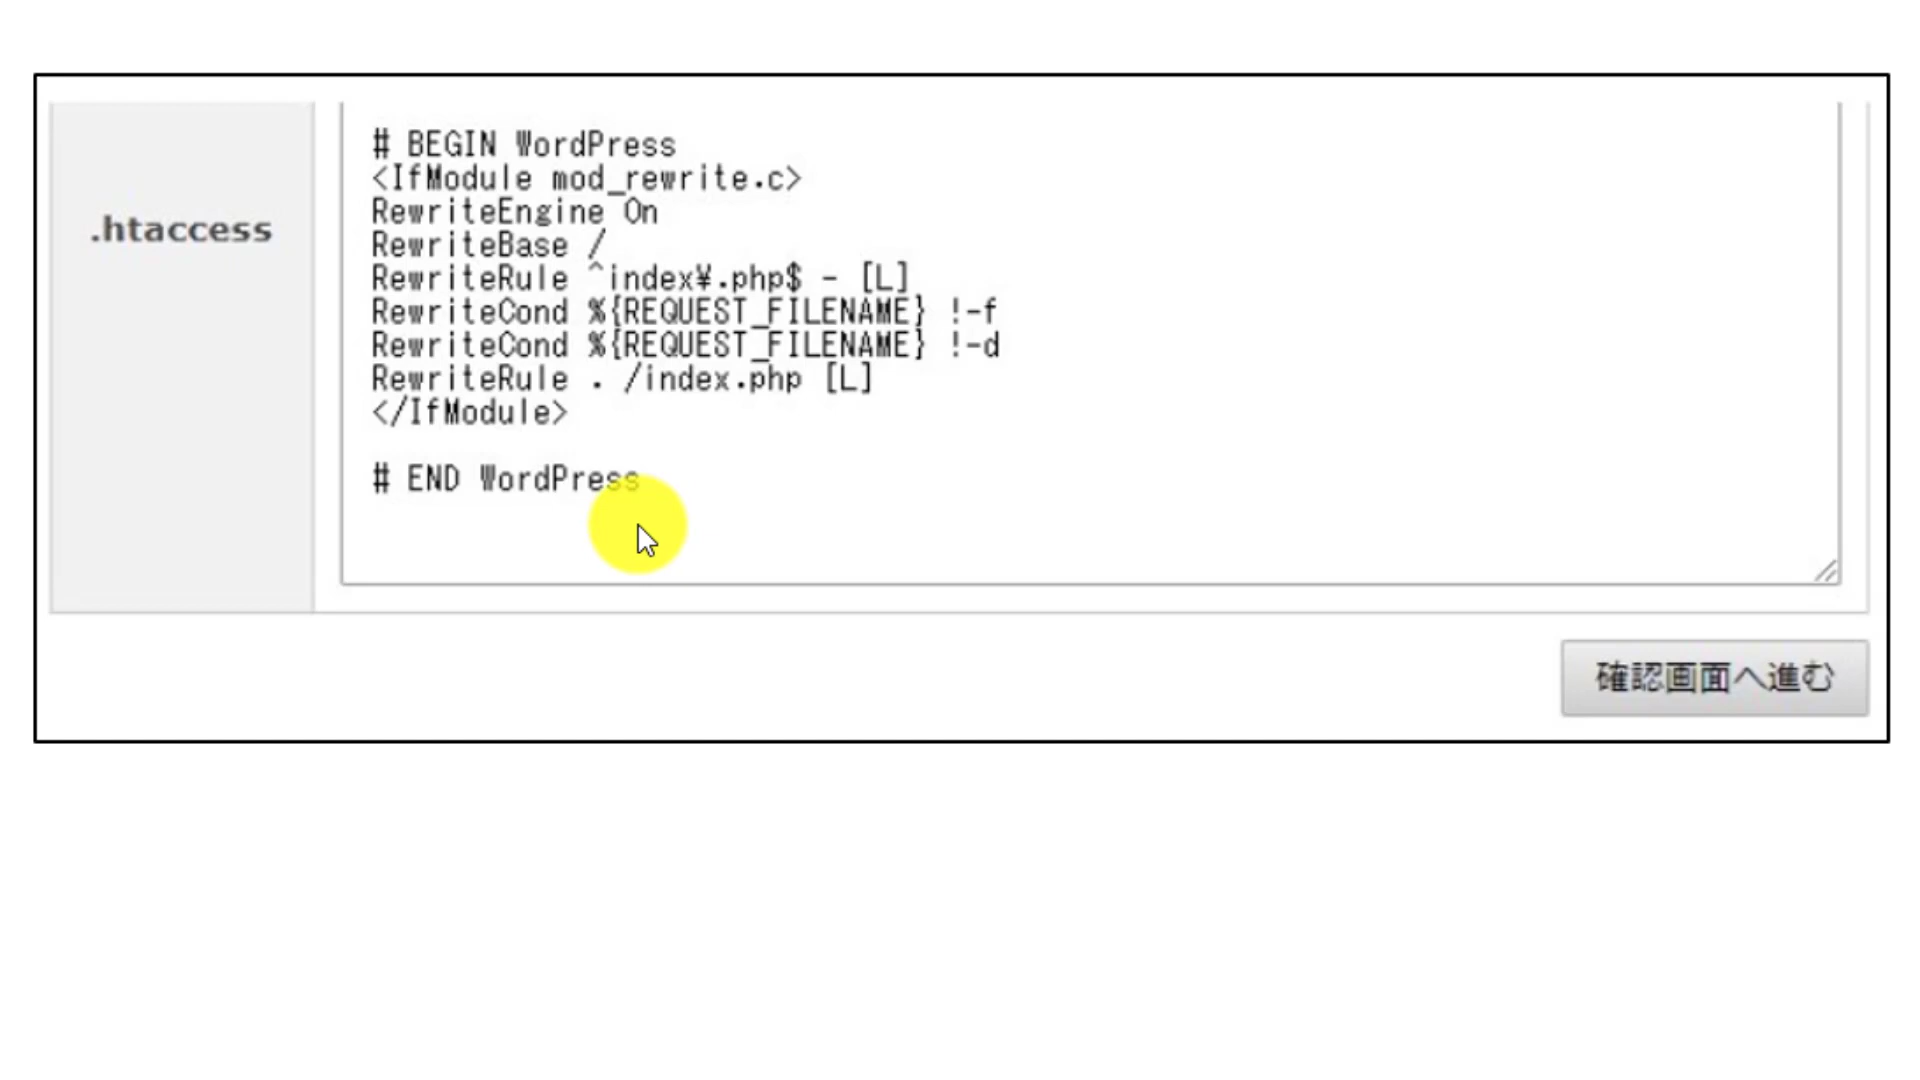 # BEGIN WordPress
<IfModule mod_rewrite.c>
RewriteEngine On
RewriteBase /
RewriteRule ^index¥.php$ - [L]
RewriteCond %{REQUEST_FILENAME} !-f
RewriteCond %{REQUEST_FILENAME} !-d
RewriteRule . /index.php [L]
</IfModule>
# END WordPress
.htaccess
確認画面へ進む